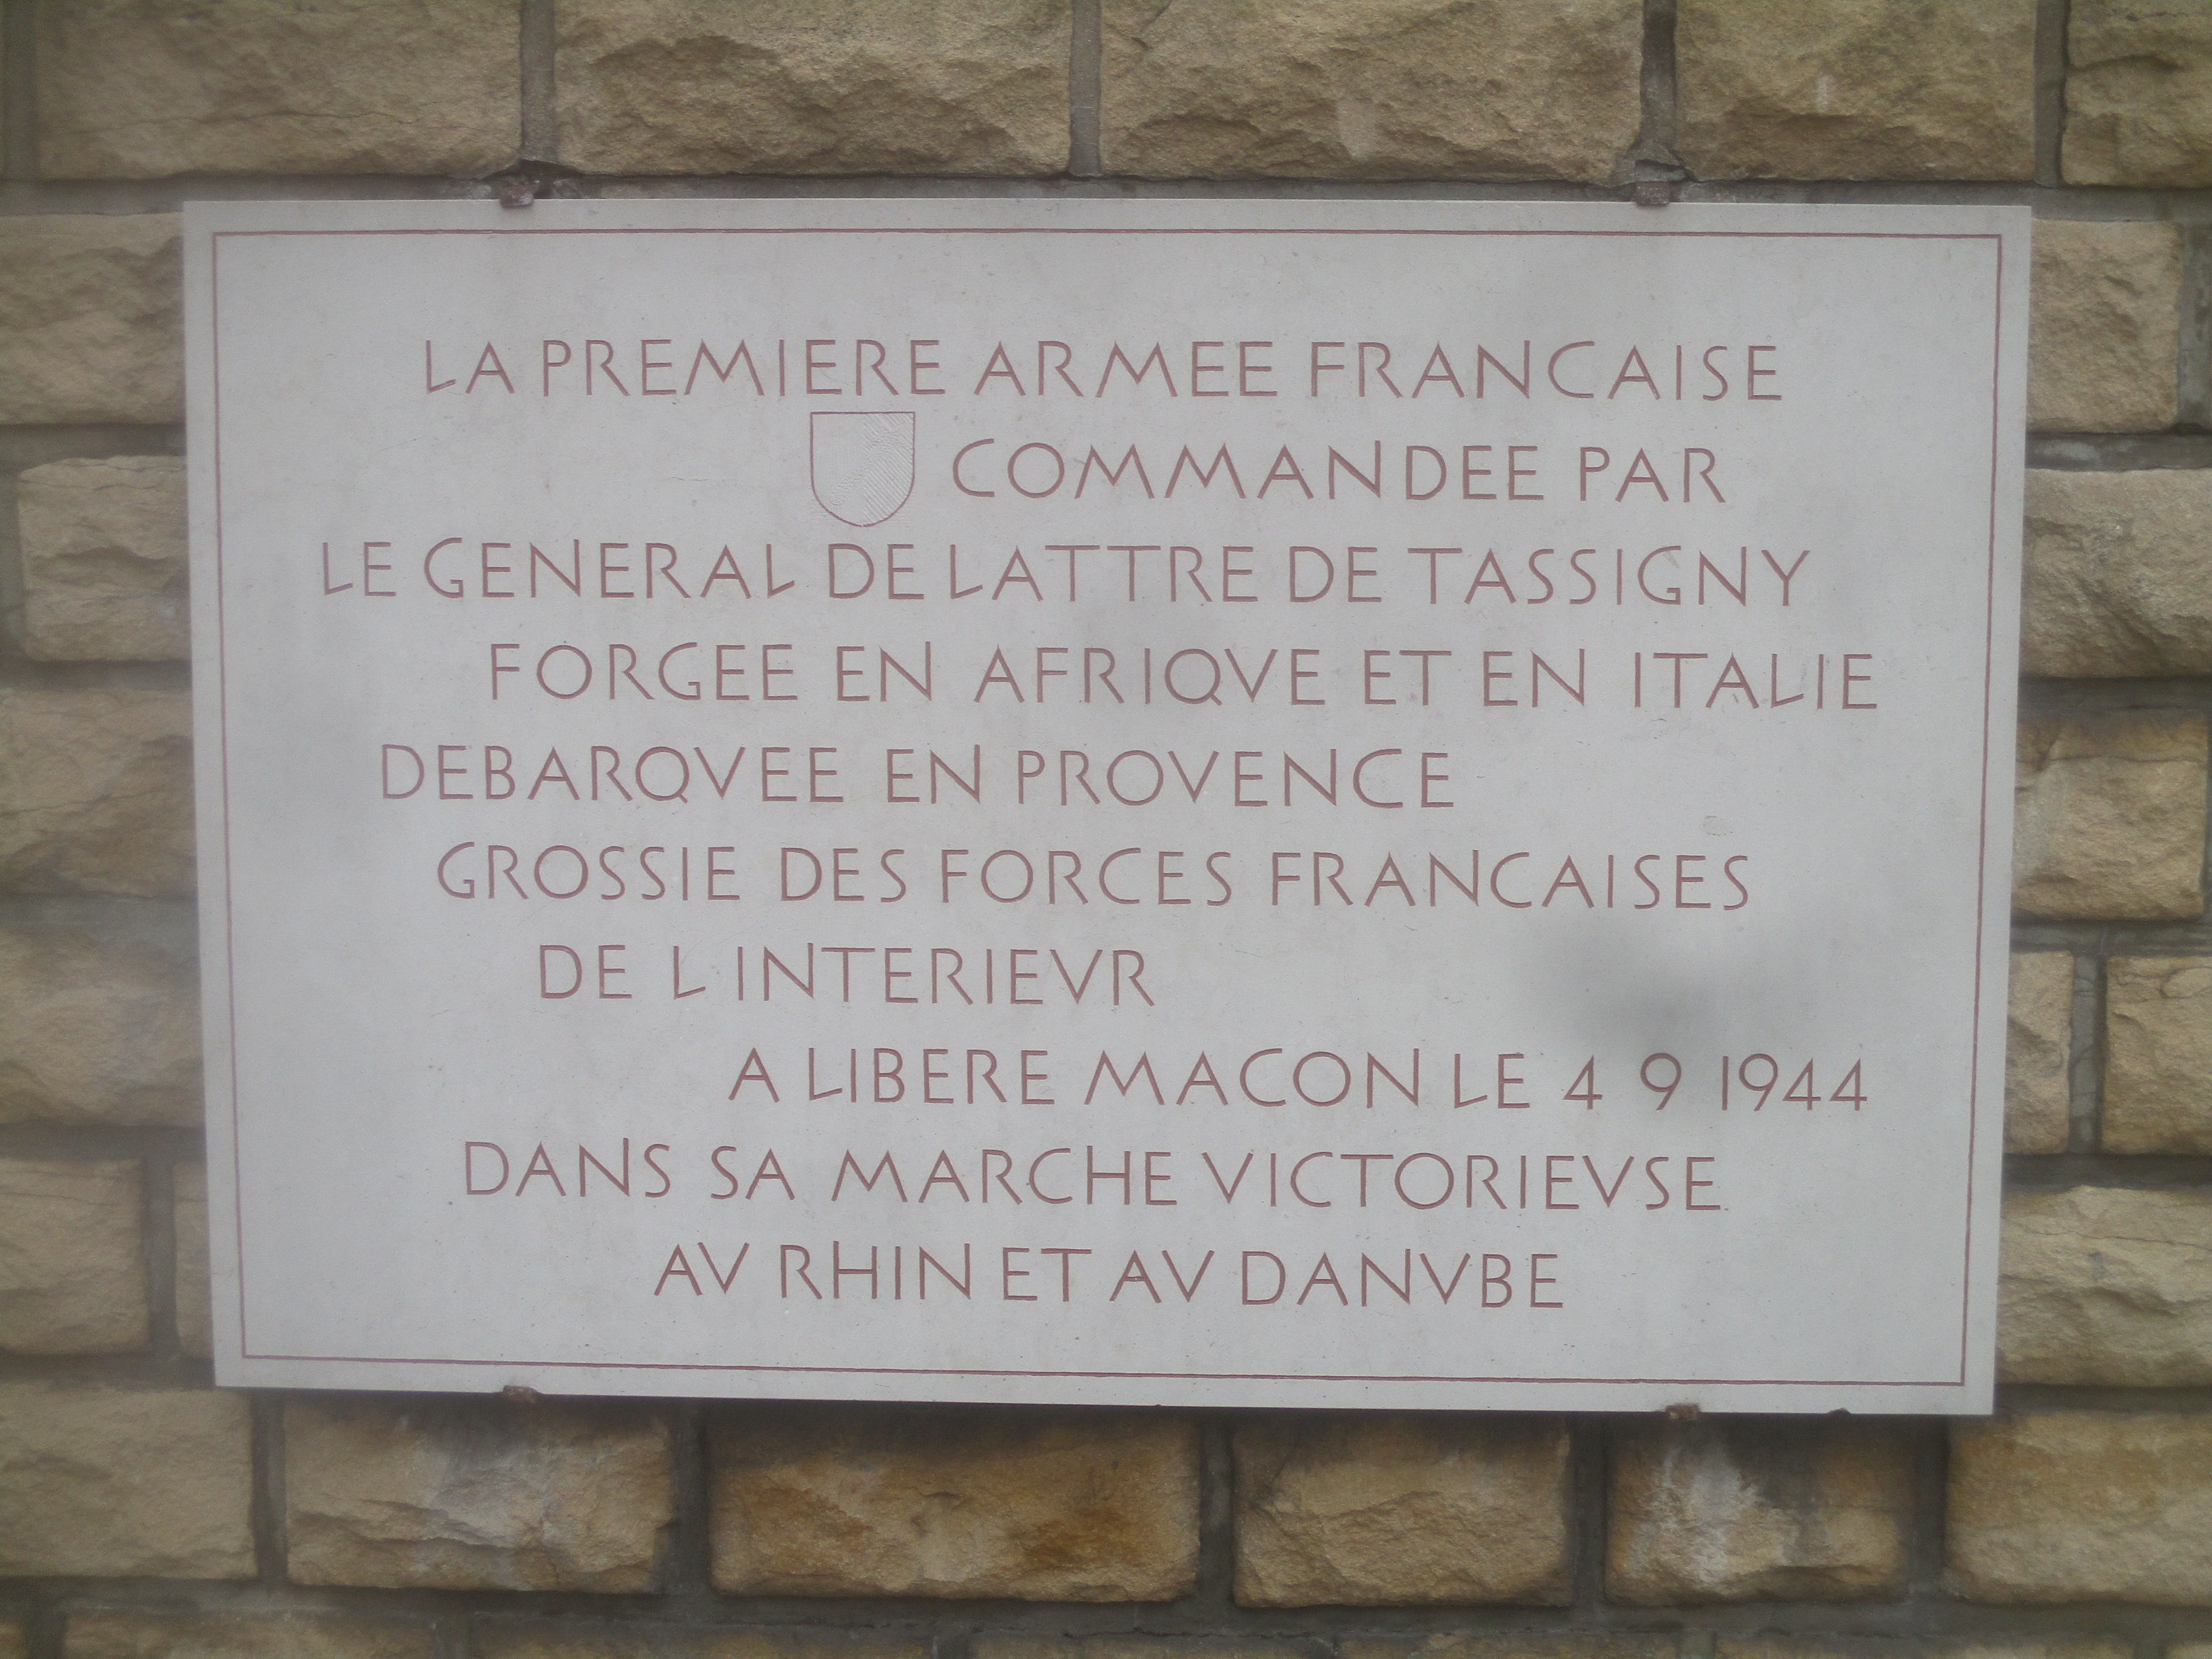 LA PREMIERE ARMEE FRANCAISE
COMMANDEE PAR
LE GENERAL DE LATTRE DE TASSIGNY
FORGEE EN AFRIQVE ET EN ITALIE
DEBARQVEE EN PROVENCE
GROSSIE DES FORCES FRANCAISES
DE L INTERIEVR
A LIBERE MACON LE 4 9 1944
DANS SA MARCHE VICTORIEVSE
AV RHIN ET AV DANVBE